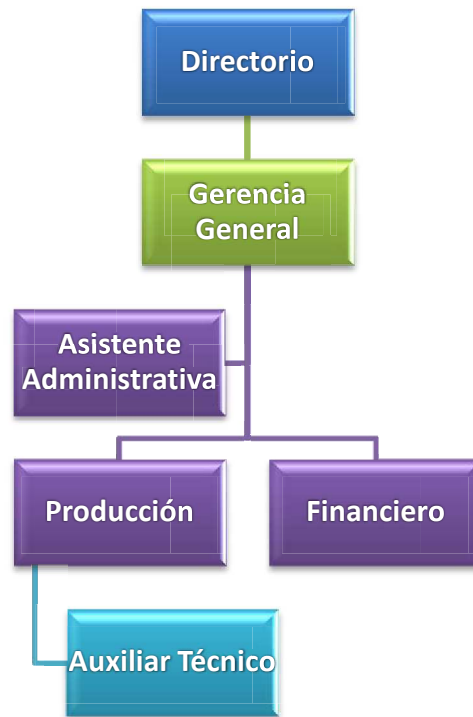 Directorio
Gerencia
General
Asistente
Administrativa
Producción
Financiero
Auxiliar Técnico